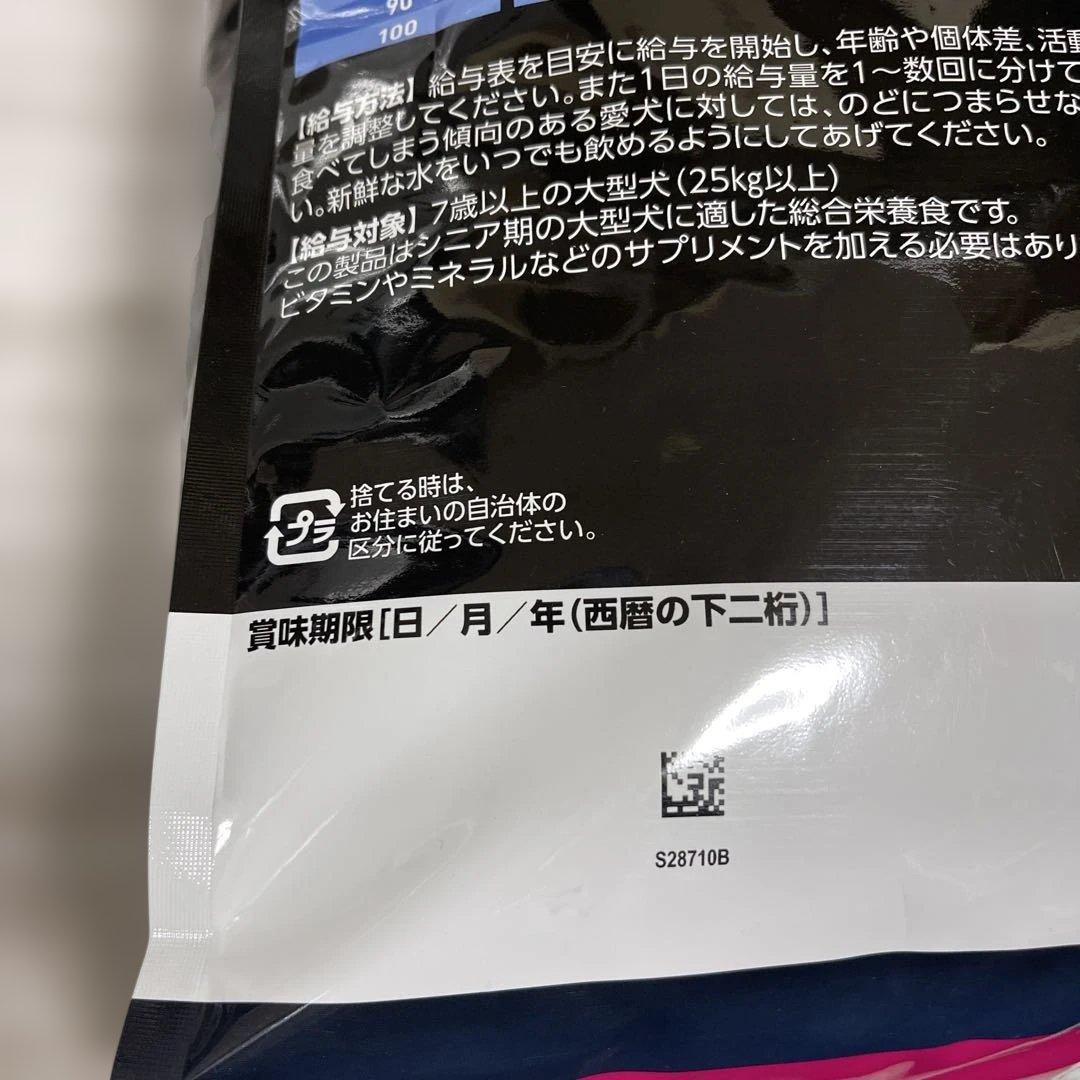 90
100
【給与方法】給与表を目安に給与を開始し、年齢や個体差、活動
量を調整してください。また1日の給与量を1～数回に分けて
食べてしまう傾向のある愛犬に対しては、のどにつまらせな
い。新鮮な水をいつでも飲めるようにしてあげてください。
【給与対象】7歳以上の大型犬（25kg以上）
この製品はシニア期の大型犬に適した総合栄養食です。
ビタミンやミネラルなどのサプリメントを加える必要はあり
プラ
捨てる時は、
お住まいの自治体の
区分に従ってください。
賞味期限［日／月／年（西暦の下二桁）］
S28710B